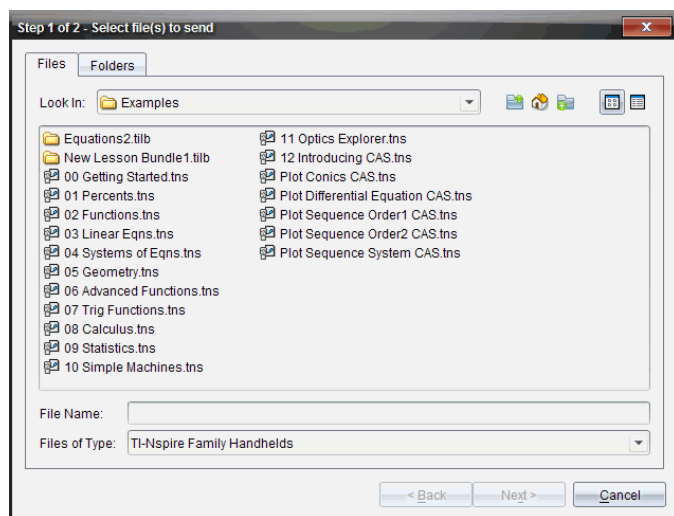 Step 1 of 2 - Select file(s) to send
Files Folders
Look In: Examples
Equations2.tilb
New Lesson Bundle1.tilb
00 Getting Started.tns
01 Percents.tns
02 Functions.tns
03 Linear Eqns.tns
04 Systems of Eqns.tns
05 Geometry.tns
06 Advanced Functions.tns
07 Trig Functions.tns
08 Calculus.tns
09 Statistics.tns
10 Simple Machines.tns
11 Optics Explorer.tns
12 Introducing CAS.tns
Plot Conics CAS.tns
Plot Differential Equation CAS.tns
Plot Sequence Order1 CAS.tns
Plot Sequence Order2 CAS.tns
Plot Sequence System CAS.tns
File Name:
Files of Type: TI-Nspire Family Handhelds
< Back Next > Cancel